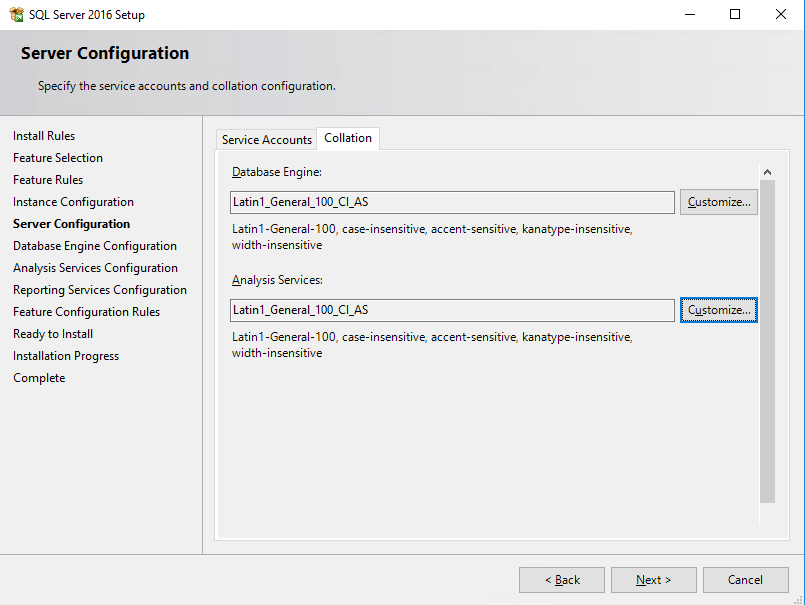 SQL Server 2016 Setup
Server Configuration
Specify the service accounts and collation configuration.
Install Rules
Feature Selection
Feature Rules
Instance Configuration
Server Configuration
Database Engine Configuration
Analysis Services Configuration
Reporting Services Configuration
Feature Configuration Rules
Ready to Install
Installation Progress
Complete
Service Accounts
Collation
Database Engine:
Latin1_General_100_CI_AS
Customize...
Latin1-General-100, case-insensitive, accent-sensitive, kanatype-insensitive,
width-insensitive
Analysis Services:
Latin1_General_100_CI_AS
Customize...
Latin1-General-100, case-insensitive, accent-sensitive, kanatype-insensitive,
width-insensitive
< Back
Next >
Cancel